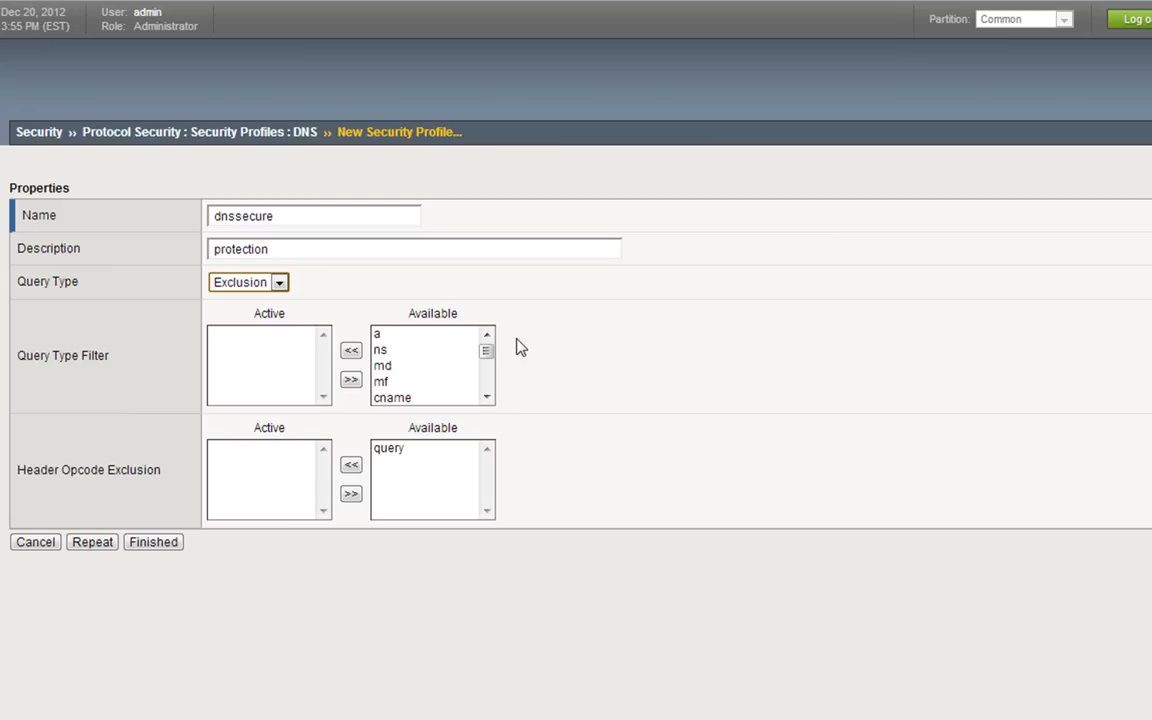 Dec 20, 2012 User: admin
3:55 PM (EST) Role: Administrator
Partition: Common Log o
Security ›› Protocol Security : Security Profiles : DNS ›› New Security Profile...
Properties
Name dnssecure
Description protection
Query Type Exclusion
Active Available
Query Type Filter
<< >>
a
ns
md
mf
cname
Active Available
Header Opcode Exclusion
<< >>
query
Cancel Repeat Finished